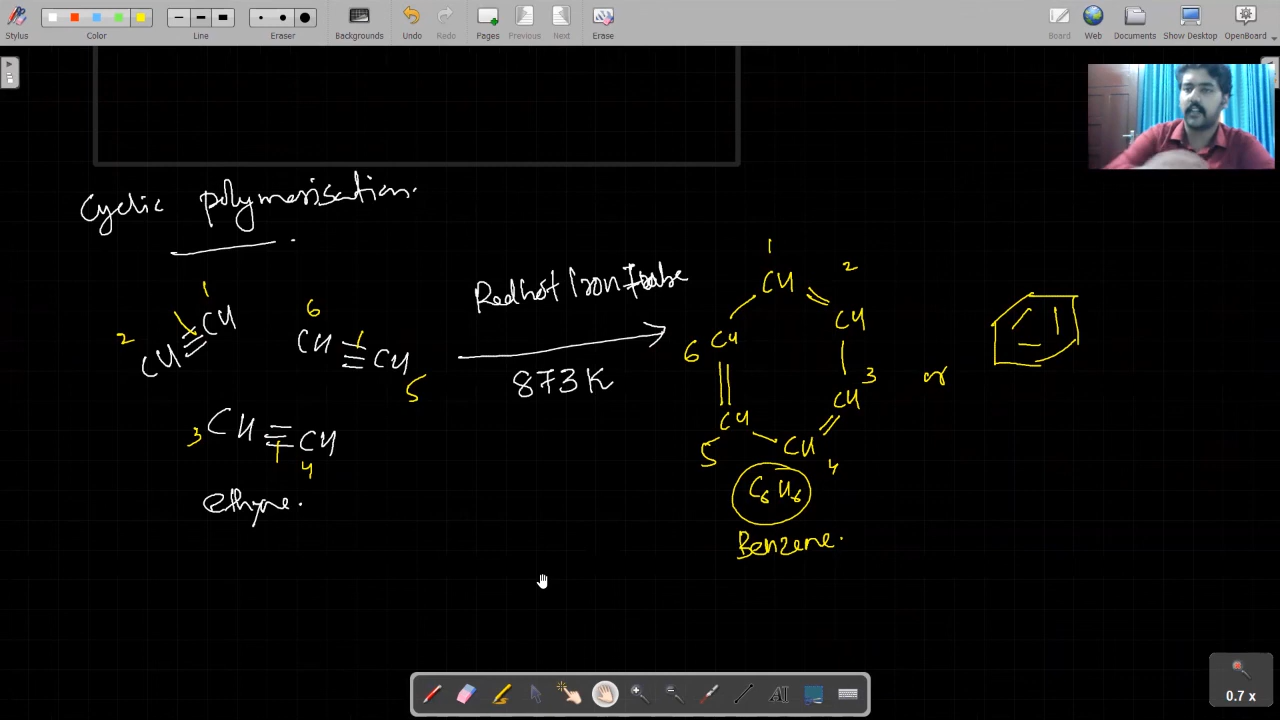 Stylus
Color
Line
Eraser
Backgrounds
Undo
Redo
Pages
Previous
Next
Erase
Board
Web
Documents
Show Desktop
OpenBoard
Cyclic polymerisation.
1
CH
2
CH
6
CH
CH
5
3 CH
CH
4
ethyne.
Redhot Iron Tube
873K
1
CH
2
CH
CH
3
CH
4
CH
5
CH
6
C6H6
Benzene.
or
AI
0.7 x